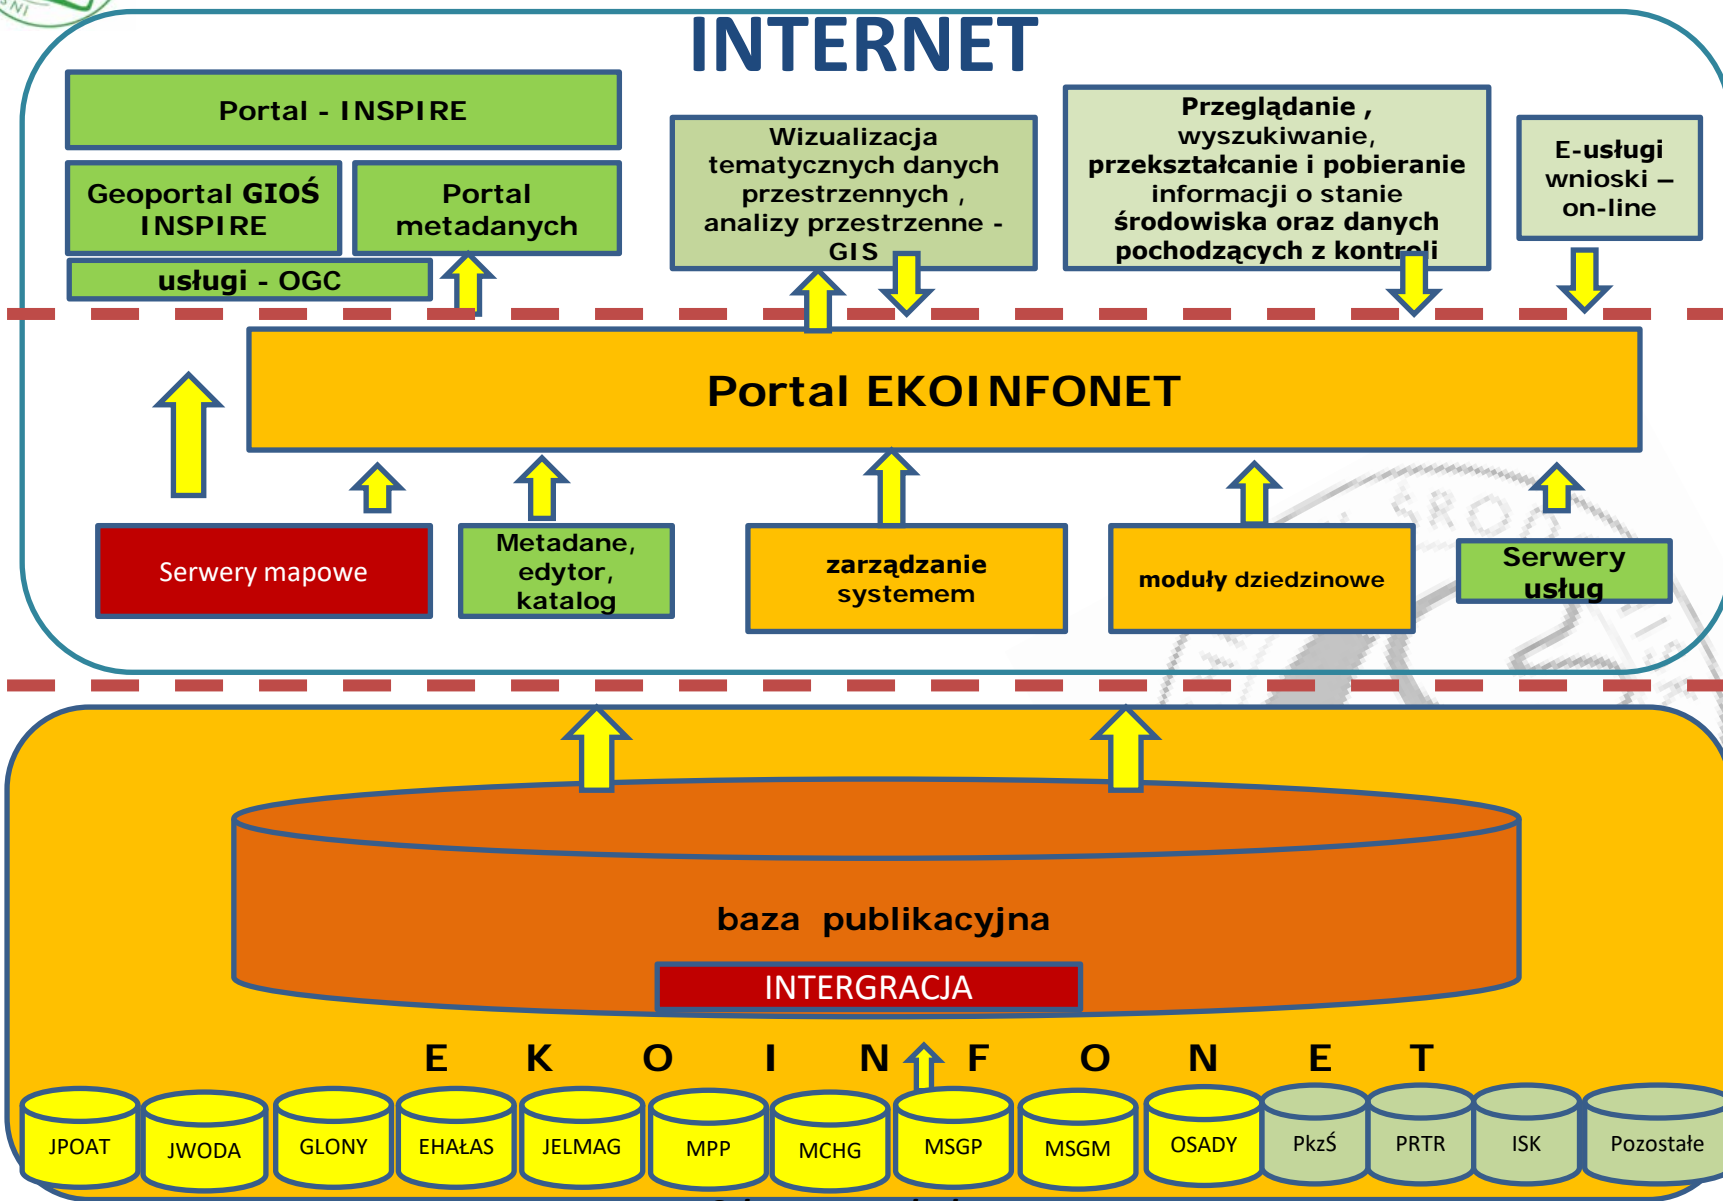 INTERNET
Portal - INSPIRE
Geoportal GIOŚ
INSPIRE
Portal
metadanych
usługi - OGC
Wizualizacja
tematycznych danych
przestrzennych ,
analizy przestrzenne -
GIS
Przeglądanie ,
wyszukiwanie,
przekształcanie i pobieranie
informacji o stanie
środowiska oraz danych
pochodzących z kontroli
E-usługi
wnioski –
on-line
Portal EKOINFONET
Serwery mapowe
Metadane,
edytor,
katalog
zarządzanie
systemem
moduły dziedzinowe
Serwery
usług
baza publikacyjna
INTERGRACJA
E K O I N F O N E T
JPOAT
JWODA
GLONY
EHAŁAS
JELMAG
MPP
MCHG
MSGP
MSGM
OSADY
PkzŚ
PRTR
ISK
Pozostałe